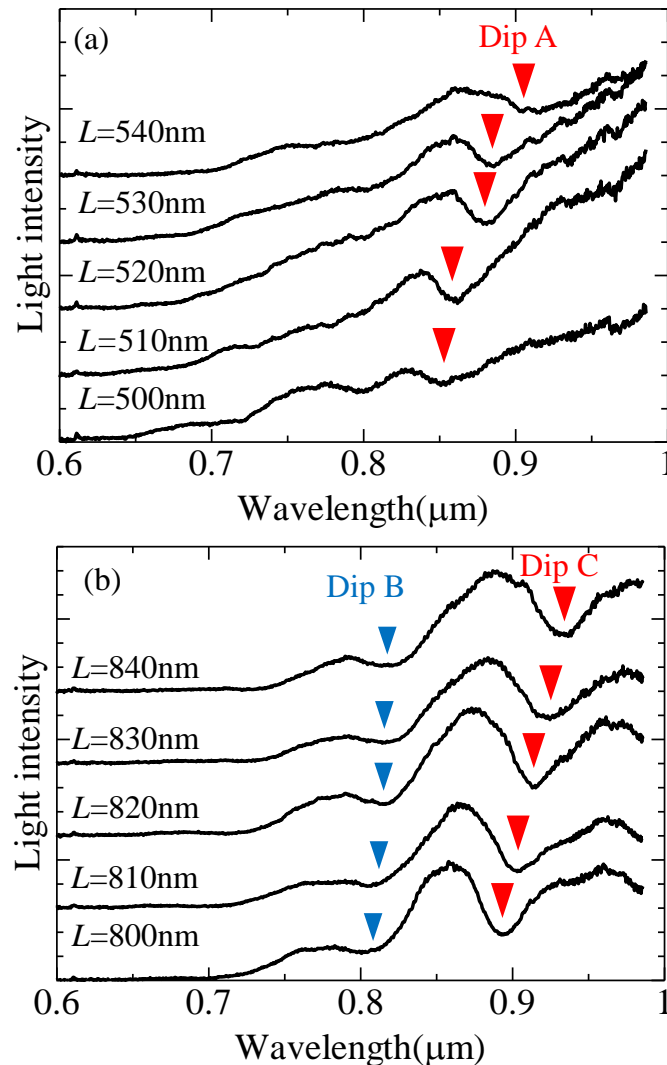 (a)
Dip A
L=540nm
L=530nm
L=520nm
L=510nm
L=500nm
Light intensity
0.6 0.7 0.8 0.9 1
Wavelength(μm)
(b)
Dip B
Dip C
L=840nm
L=830nm
L=820nm
L=810nm
L=800nm
Light intensity
0.6 0.7 0.8 0.9 1
Wavelength(μm)